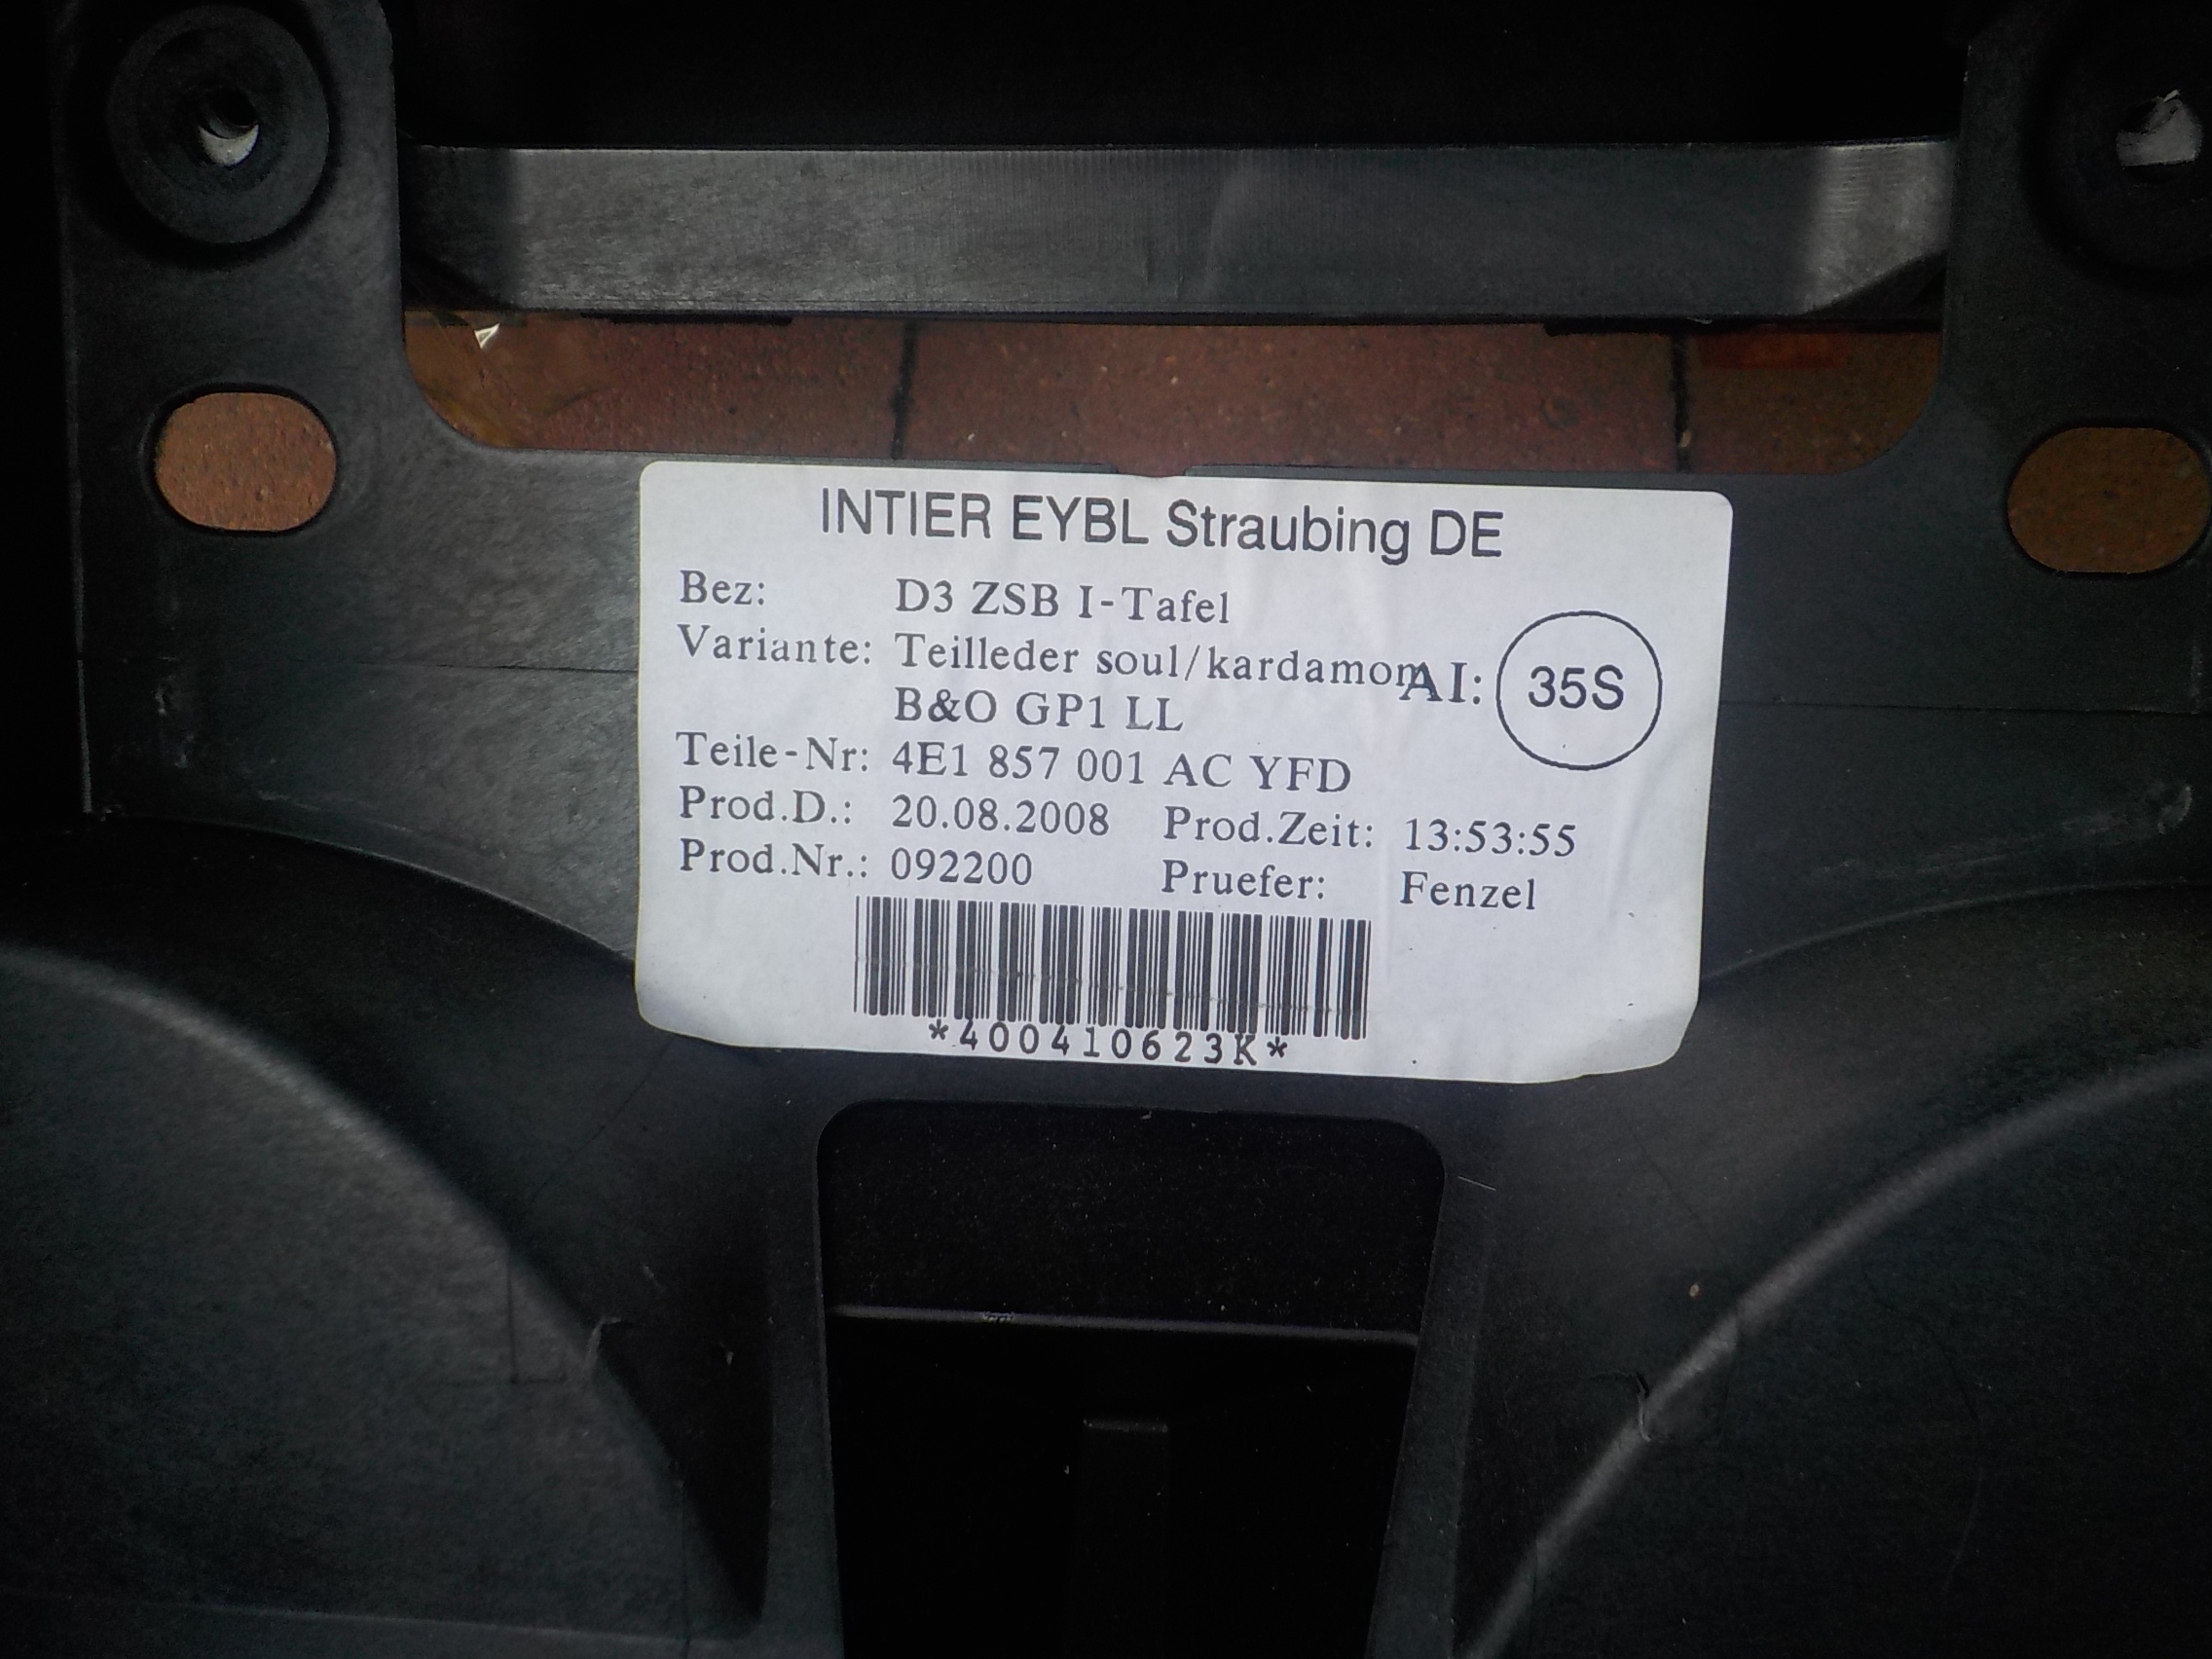 INTIER EYBL Straubing DE
Bez: D3 ZSB I-Tafel
Variante: Teilleder soul/kardamom AI: 35S
B&O GP1 LL
Teile-Nr: 4E1 857 001 AC YFD
Prod.D.: 20.08.2008 Prod.Zeit: 13:53:55
Prod.Nr.: 092200 Pruefer: Fenzel
*400410623K*